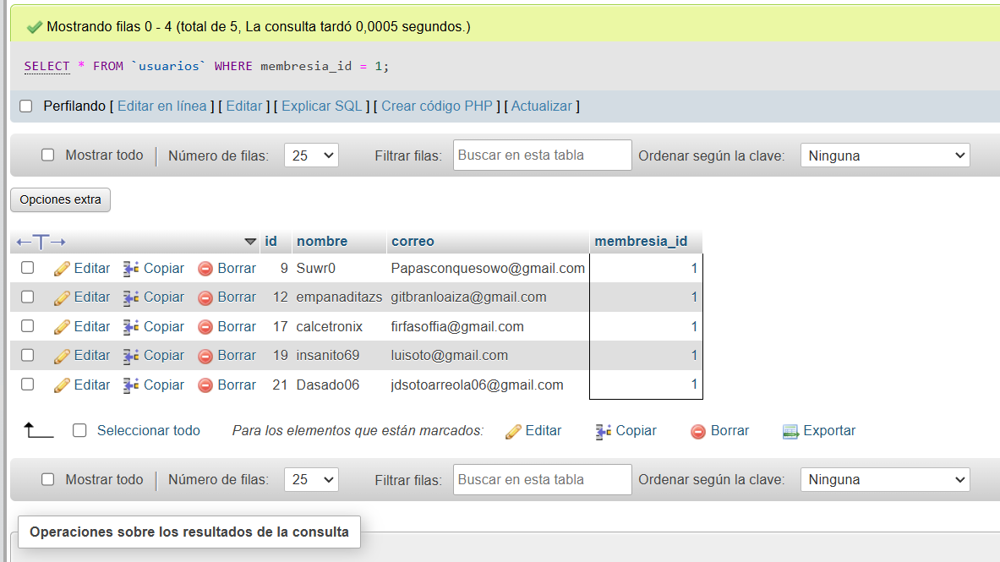 Mostrando filas 0 - 4 (total de 5, La consulta tardó 0,0005 segundos.)
SELECT * FROM `usuarios` WHERE membresia_id = 1;
Perfilando [ Editar en línea ] [ Editar ] [ Explicar SQL ] [ Crear código PHP ] [ Actualizar ]
Mostrar todo | Número de filas: 25 Filtrar filas: Buscar en esta tabla Ordenar según la clave: Ninguna
Opciones extra
←T→ id nombre correo membresia_id
Editar Copiar Borrar 9 Suwr0 Papasconquesowo@gmail.com 1
Editar Copiar Borrar 12 empanaditazs gitbranloaiza@gmail.com 1
Editar Copiar Borrar 17 calcetronix firfasoffia@gmail.com 1
Editar Copiar Borrar 19 insanito69 luisoto@gmail.com 1
Editar Copiar Borrar 21 Dasado06 jdsotoarreola06@gmail.com 1
Seleccionar todo Para los elementos que están marcados: Editar Copiar Borrar Exportar
Mostrar todo | Número de filas: 25 Filtrar filas: Buscar en esta tabla Ordenar según la clave: Ninguna
Operaciones sobre los resultados de la consulta